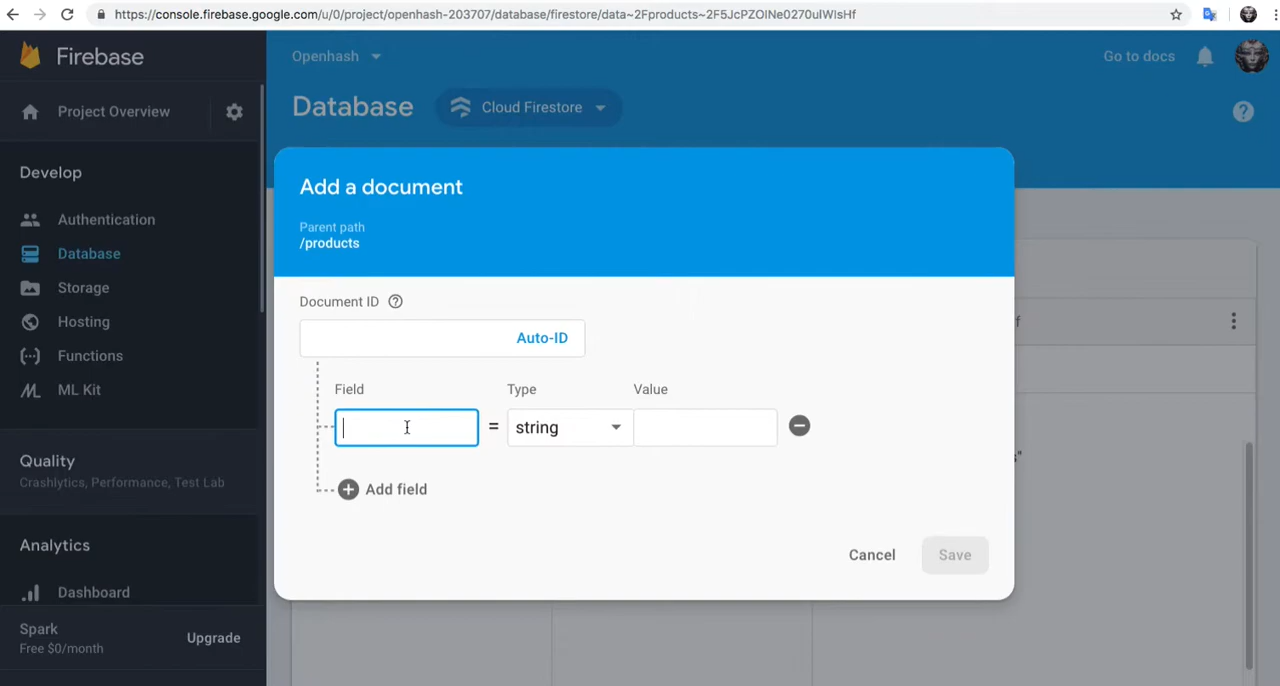 https://console.firebase.google.com/u/0/project/openhash-203707/database/firestore/data~2Fproducts~2F5JcPZOINe0270uIWIsHf
Firebase
Openhash
Go to docs
Project Overview
Database
Cloud Firestore
Develop
Authentication
Database
Storage
Hosting
Functions
ML Kit
Quality
Crashlytics, Performance, Test Lab
Analytics
Dashboard
Spark
Free $0/month
Upgrade
Add a document
Parent path
/products
Document ID
Auto-ID
Field
Type
Value
=
string
Add field
Cancel
Save
f
s"